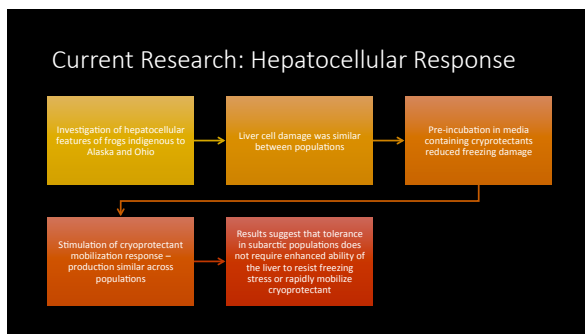 Current Research: Hepatocellular Response
Investigation of hepatocellular
features of frogs indigenous to
Alaska and Ohio
Liver cell damage was similar
between populations
Pre-incubation in media
containing cryprotectants
reduced freezing damage
Stimulation of cryoprotectant
mobilization response –
production similar across
populations
Results suggest that tolerance
in subarctic populations does
not require enhanced ability of
the liver to resist freezing
stress or rapidly mobilize
cryoprotectant